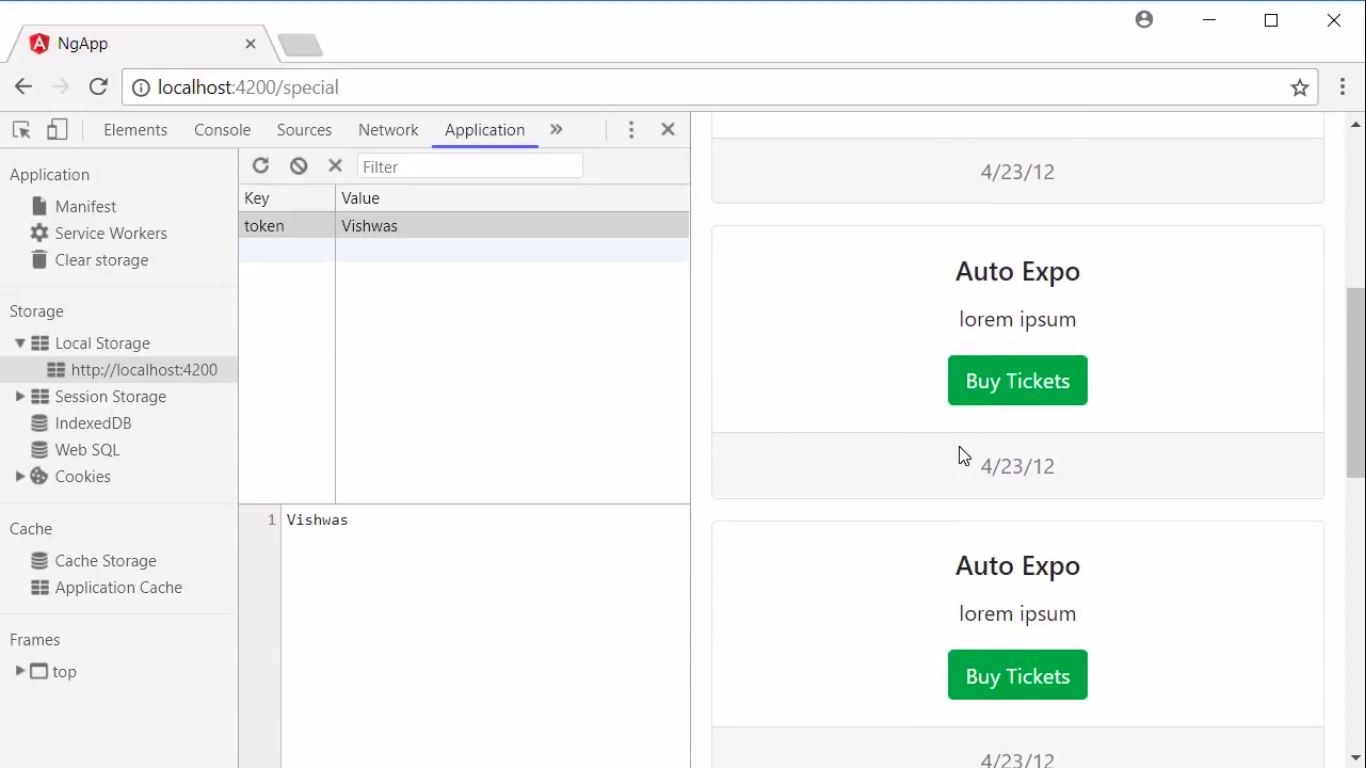 NgApp
localhost:4200/special
Elements Console Sources Network Application
Application
Manifest
Service Workers
Clear storage
Storage
Local Storage
http://localhost:4200
Session Storage
IndexedDB
Web SQL
Cookies
Cache
Cache Storage
Application Cache
Frames
top
Filter
Key Value
token Vishwas
1 Vishwas
4/23/12
Auto Expo
lorem ipsum
Buy Tickets
4/23/12
Auto Expo
lorem ipsum
Buy Tickets
4/23/12